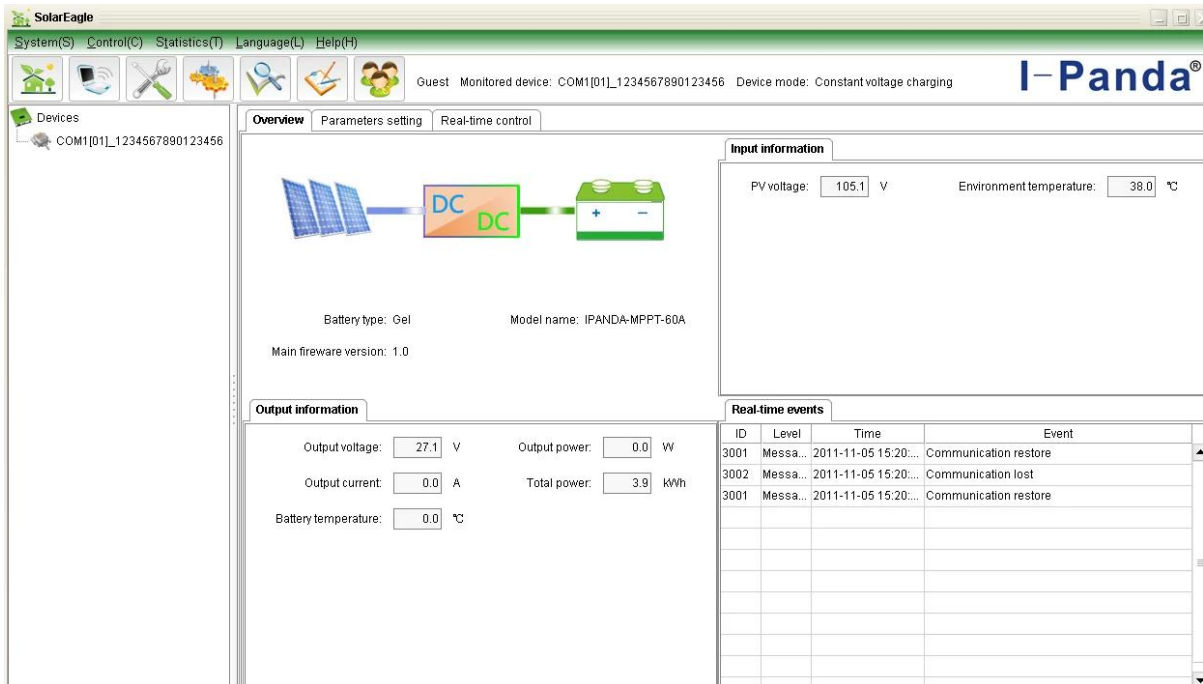 SolarEagle
System(S) Control(C) Statistics(T) Language(L) Help(H)
Guest Monitored device: COM1[01]_1234567890123456 Device mode: Constant voltage charging
I-Panda®
Devices
COM1[01]_1234567890123456
Overview Parameters setting Real-time control
DC
DC
+ −
Battery type: Gel Model name: IPANDA-MPPT-60A
Main fireware version: 1.0
Input information
PV voltage: 105.1 V Environment temperature: 38.0 ℃
Output information
Output voltage: 27.1 V Output power: 0.0 W
Output current: 0.0 A Total power: 3.9 kWh
Battery temperature: 0.0 ℃
Real-time events
ID Level Time Event
3001 Messa... 2011-11-05 15:20:... Communication restore
3002 Messa... 2011-11-05 15:20:... Communication lost
3001 Messa... 2011-11-05 15:20:... Communication restore